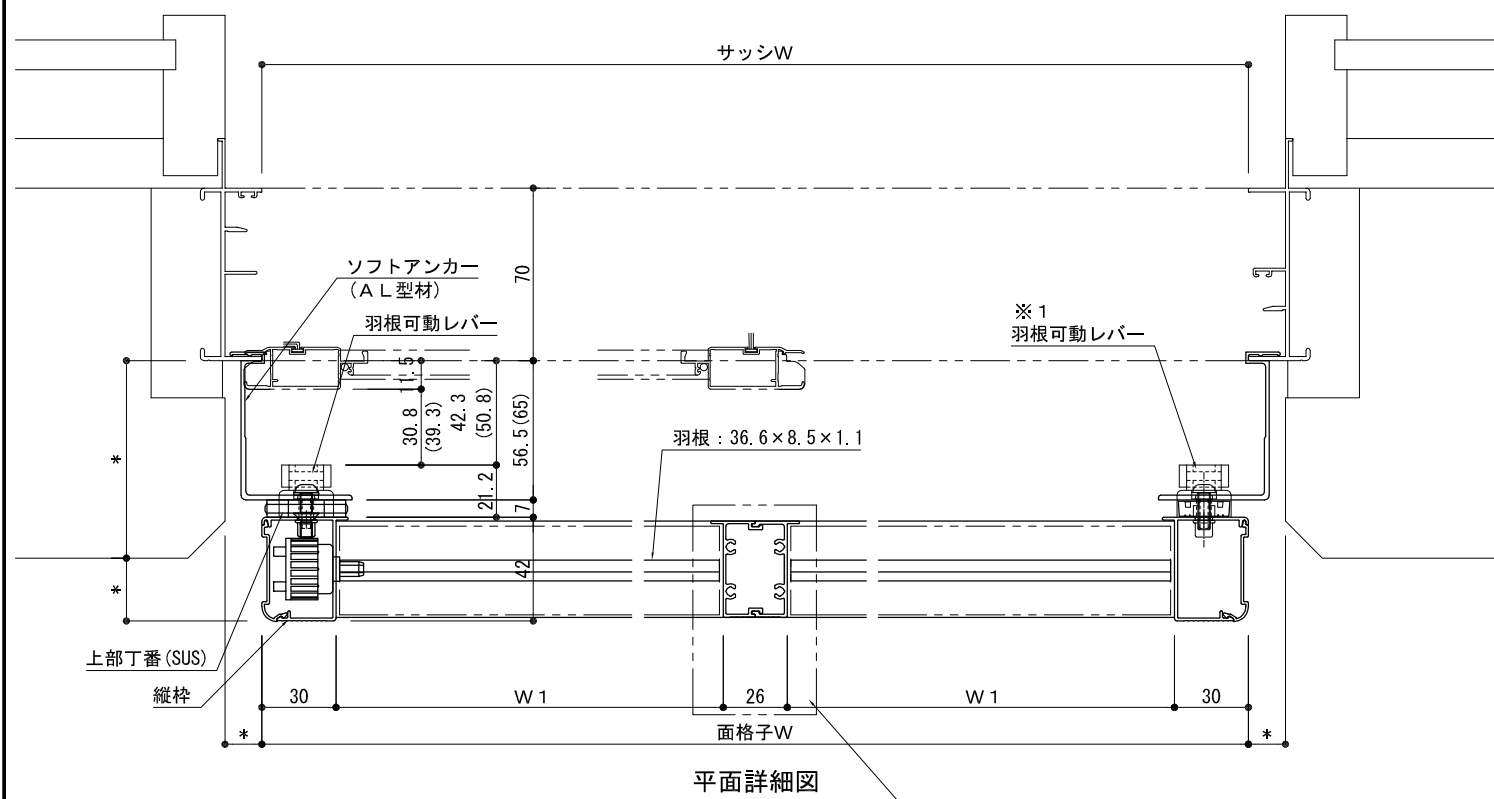 サッシW
70
ソフトアンカー
(ＡＬ型材)
羽根可動レバー
※１
羽根可動レバー
11.5
30.8
(39.3)
42.3
(50.8)
56.5(65)
21.2
7
42
羽根：36.6×8.5×1.1
*
*
上部丁番(SUS)
縦枠
30
W１
26
W１
30
*
面格子W
*
平面詳細図